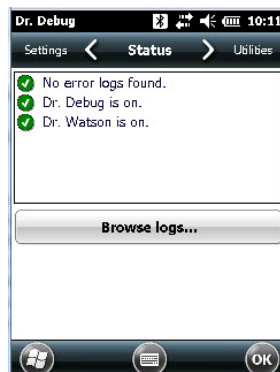 Dr. Debug 10:11
Settings Status Utilities
No error logs found.
Dr. Debug is on.
Dr. Watson is on.
Browse logs...
OK